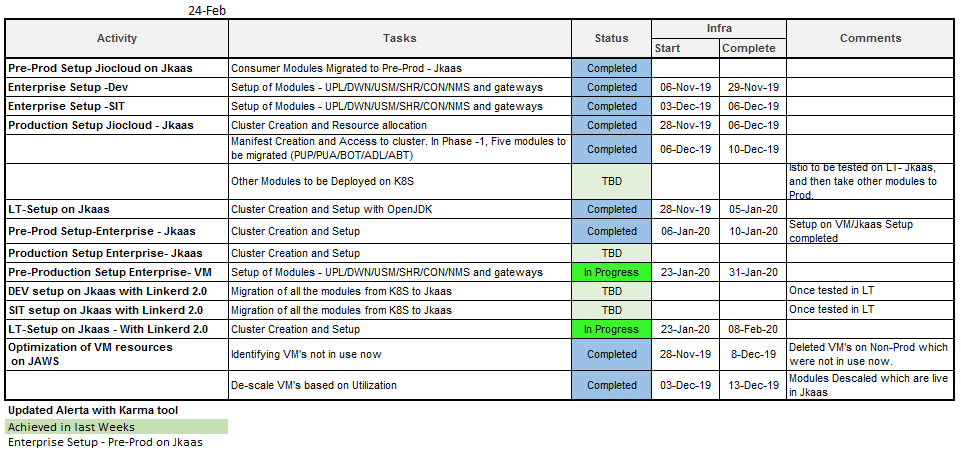 24-Feb
Activity Tasks Status Infra Comments
Start Complete
Pre-Prod Setup Jiocloud on Jkaas Consumer Modules Migrated to Pre-Prod - Jkaas Completed
Enterprise Setup -Dev Setup of Modules - UPL/DWN/USM/SHR/CON/NMS and gateways Completed 06-Nov-19 29-Nov-19
Enterprise Setup -SIT Setup of Modules - UPL/DWN/USM/SHR/CON/NMS and gateways Completed 03-Dec-19 06-Dec-19
Production Setup Jiocloud - Jkaas Cluster Creation and Resource allocation Completed 28-Nov-19 06-Dec-19
Manifest Creation and Access to cluster. In Phase -1, Five modules to
be migrated (PUP/PUA/BOT/ADL/ABT) Completed 06-Dec-19 10-Dec-19
Other Modules to be Deployed on K8S TBD Istio to be tested on LT- Jkaas,
and then take other modules to
Prod.
LT-Setup on Jkaas Cluster Creation and Setup with OpenJDK Completed 28-Nov-19 05-Jan-20
Pre-Prod Setup-Enterprise - Jkaas Cluster Creation and Setup Completed 06-Jan-20 10-Jan-20 Setup on VM/Jkaas Setup
completed
Production Setup Enterprise- Jkaas Cluster Creation and Setup TBD
Pre-Production Setup Enterprise- VM Setup of Modules - UPL/DWN/USM/SHR/CON/NMS and gateways In Progress 23-Jan-20 31-Jan-20
DEV setup on Jkaas with Linkerd 2.0 Migration of all the modules from K8S to Jkaas TBD Once tested in LT
SIT setup on Jkaas with Linkerd 2.0 Migration of all the modules from K8S to Jkaas TBD Once tested in LT
LT-Setup on Jkaas - With Linkerd 2.0 Cluster Creation and Setup In Progress 23-Jan-20 08-Feb-20
Optimization of VM resources
on JAWS Identifying VM's not in use now Completed 28-Nov-19 8-Dec-19 Deleted VM's on Non-Prod which
were not in use now.
De-scale VM's based on Utilization Completed 03-Dec-19 13-Dec-19 Modules Descaled which are live
in Jkaas
Updated Alerta with Karma tool
Achieved in last Weeks
Enterprise Setup - Pre-Prod on Jkaas